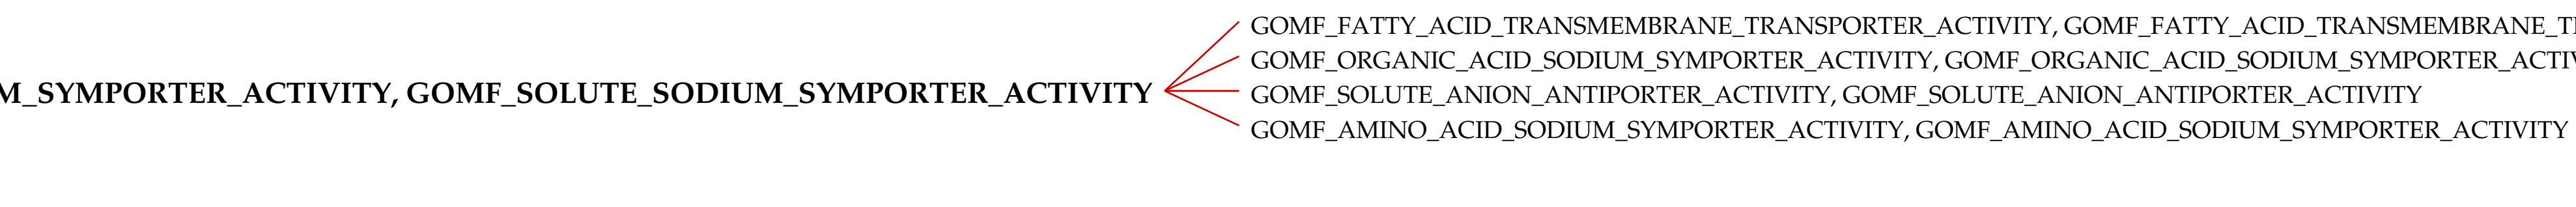 GOMF_FATTY_ACID_TRANSMEMBRANE_TRANSPORTER_ACTIVITY, GOMF_FATTY_ACID_TRANSMEMBRANE_T
GOMF_ORGANIC_ACID_SODIUM_SYMPORTER_ACTIVITY, GOMF_ORGANIC_ACID_SODIUM_SYMPORTER_ACTIV
M_SYMPORTER_ACTIVITY, GOMF_SOLUTE_SODIUM_SYMPORTER_ACTIVITY
GOMF_SOLUTE_ANION_ANTIPORTER_ACTIVITY, GOMF_SOLUTE_ANION_ANTIPORTER_ACTIVITY
GOMF_AMINO_ACID_SODIUM_SYMPORTER_ACTIVITY, GOMF_AMINO_ACID_SODIUM_SYMPORTER_ACTIVITY